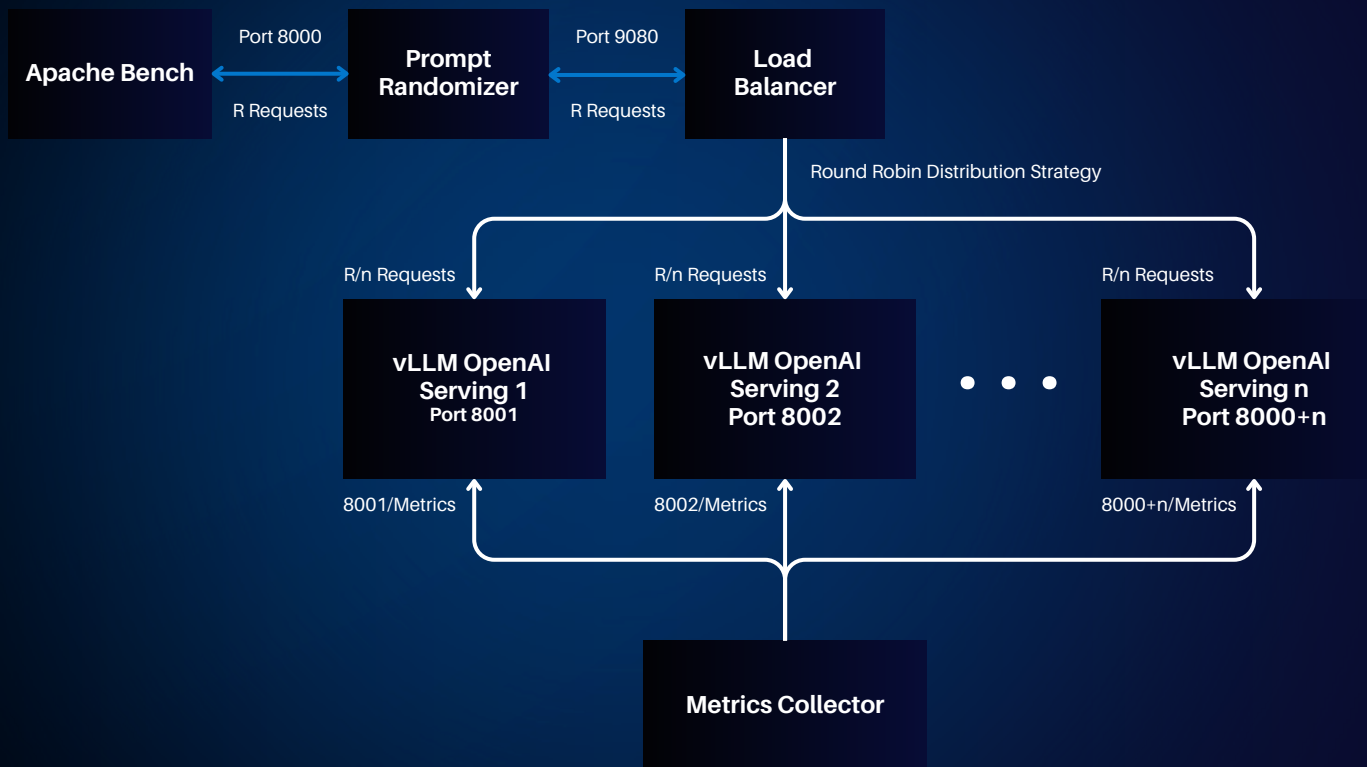 Apache Bench
Port 8000
R Requests
Prompt
Randomizer
Port 9080
R Requests
Load
Balancer
Round Robin Distribution Strategy
R/n Requests
R/n Requests
R/n Requests
vLLM OpenAI
Serving 1
Port 8001
vLLM OpenAI
Serving 2
Port 8002
vLLM OpenAI
Serving n
Port 8000+n
8001/Metrics
8002/Metrics
8000+n/Metrics
Metrics Collector